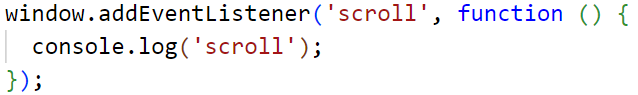 window.addEventListener('scroll', function () {
  console.log('scroll');
});